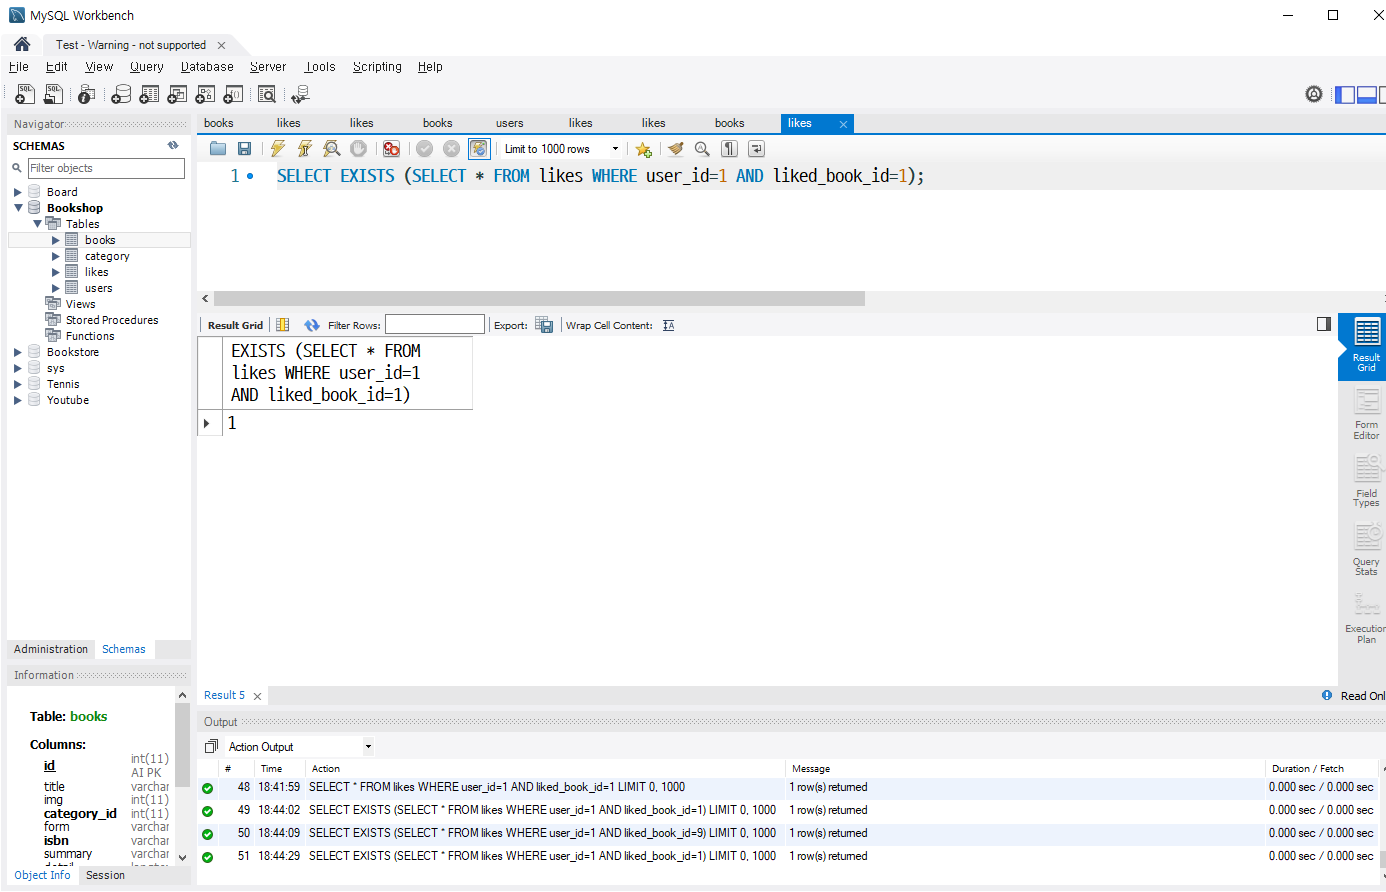 MySQL Workbench
Test - Warning - not supported
File Edit View Query Database Server Tools Scripting Help
Navigator
SCHEMAS
Filter objects
Board
Bookshop
Tables
books
category
likes
users
Views
Stored Procedures
Functions
Bookstore
sys
Tennis
Youtube
Administration Schemas
Information
Table: books
Columns:
id int(11) AI PK
title varchar
img int(11)
category_id int(11)
form varchar
isbn varchar
summary varchar
Object Info Session
books likes likes books users likes likes books likes
Limit to 1000 rows
1 SELECT EXISTS (SELECT * FROM likes WHERE user_id=1 AND liked_book_id=1);
Result Grid Filter Rows: Export: Wrap Cell Content:
EXISTS (SELECT * FROM
likes WHERE user_id=1
AND liked_book_id=1)
1
Result
Grid
Form
Editor
Field
Types
Query
Stats
Execution
Plan
Result 5
Read Onl
Output
Action Output
# Time Action Message Duration / Fetch
48 18:41:59 SELECT * FROM likes WHERE user_id=1 AND liked_book_id=1 LIMIT 0, 1000 1 row(s) returned 0.000 sec / 0.000 sec
49 18:44:02 SELECT EXISTS (SELECT * FROM likes WHERE user_id=1 AND liked_book_id=1) LIMIT 0, 1000 1 row(s) returned 0.000 sec / 0.000 sec
50 18:44:09 SELECT EXISTS (SELECT * FROM likes WHERE user_id=1 AND liked_book_id=9) LIMIT 0, 1000 1 row(s) returned 0.000 sec / 0.000 sec
51 18:44:29 SELECT EXISTS (SELECT * FROM likes WHERE user_id=1 AND liked_book_id=1) LIMIT 0, 1000 1 row(s) returned 0.000 sec / 0.000 sec